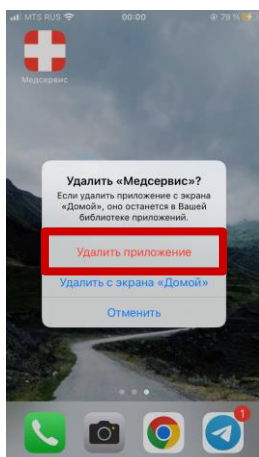 MTS RUS
00:00
79 %
Медсервис
Удалить «Медсервис»?
Если удалить приложение с экрана
«Домой», оно останется в Вашей
библиотеке приложений.
Удалить приложение
Удалить с экрана «Домой»
Отменить
1